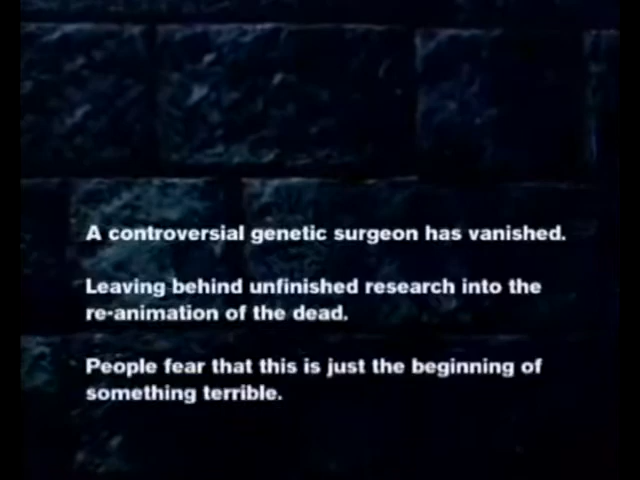 A controversial genetic surgeon has vanished.
Leaving behind unfinished research into the
re-animation of the dead.
People fear that this is just the beginning of
something terrible.